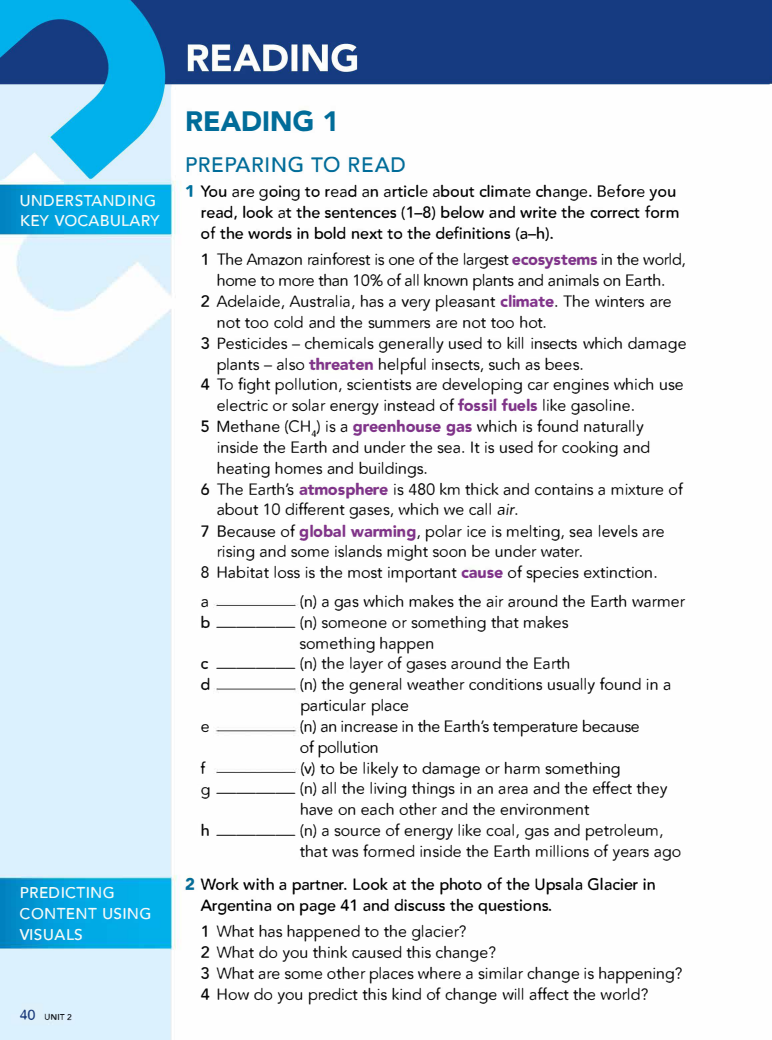 READING
READING 1
PREPARING TO READ
UNDERSTANDING
KEY VOCABULARY
1 You are going to read an article about climate change. Before you
read, look at the sentences (1–8) below and write the correct form
of the words in bold next to the definitions (a–h).
1 The Amazon rainforest is one of the largest ecosystems in the world,
home to more than 10% of all known plants and animals on Earth.
2 Adelaide, Australia, has a very pleasant climate. The winters are
not too cold and the summers are not too hot.
3 Pesticides – chemicals generally used to kill insects which damage
plants – also threaten helpful insects, such as bees.
4 To fight pollution, scientists are developing car engines which use
electric or solar energy instead of fossil fuels like gasoline.
5 Methane (CH₄) is a greenhouse gas which is found naturally
inside the Earth and under the sea. It is used for cooking and
heating homes and buildings.
6 The Earth's atmosphere is 480 km thick and contains a mixture of
about 10 different gases, which we call air.
7 Because of global warming, polar ice is melting, sea levels are
rising and some islands might soon be under water.
8 Habitat loss is the most important cause of species extinction.
a __________ (n) a gas which makes the air around the Earth warmer
b __________ (n) someone or something that makes
something happen
c __________ (n) the layer of gases around the Earth
d __________ (n) the general weather conditions usually found in a
particular place
e __________ (n) an increase in the Earth's temperature because
of pollution
f __________ (v) to be likely to damage or harm something
g __________ (n) all the living things in an area and the effect they
have on each other and the environment
h __________ (n) a source of energy like coal, gas and petroleum,
that was formed inside the Earth millions of years ago
PREDICTING
CONTENT USING
VISUALS
2 Work with a partner. Look at the photo of the Upsala Glacier in
Argentina on page 41 and discuss the questions.
1 What has happened to the glacier?
2 What do you think caused this change?
3 What are some other places where a similar change is happening?
4 How do you predict this kind of change will affect the world?
40 UNIT 2